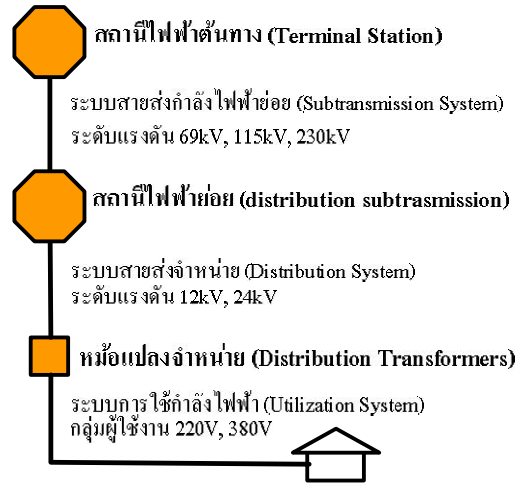 สถานีไฟฟ้าต้นทาง (Terminal Station)
ระบบสายส่งกำลังไฟฟ้าย่อย (Subtransmission System)
ระดับแรงดัน 69kV, 115kV, 230kV
สถานีไฟฟ้าย่อย (distribution subtrasmission)
ระบบสายส่งจำหน่าย (Distribution System)
ระดับแรงดัน 12kV, 24kV
หม้อแปลงจำหน่าย (Distribution Transformers)
ระบบการใช้กำลังไฟฟ้า (Utilization System)
กลุ่มผู้ใช้งาน 220V, 380V